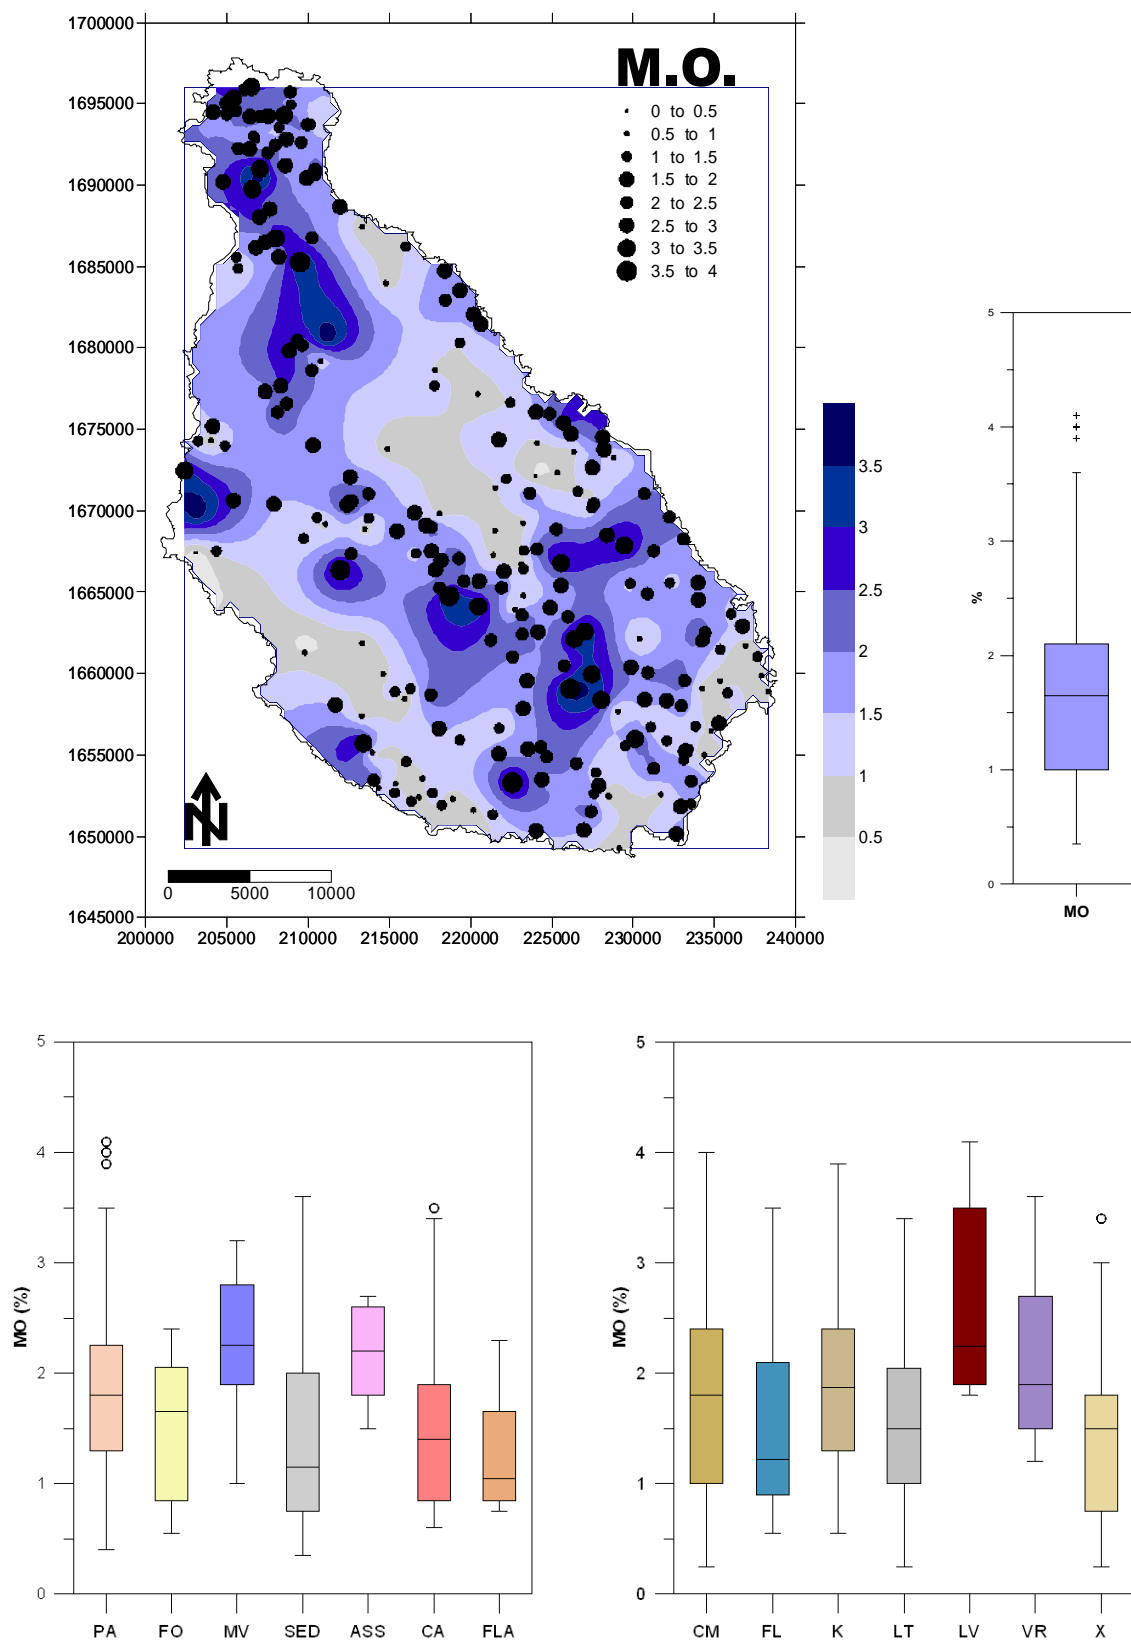 1700000
1695000
1690000
1685000
1680000
1675000
1670000
1665000
1660000
1655000
1650000
1645000
200000 205000 210000 215000 220000 225000 230000 235000 240000
M.O.
0 to 0.5
0.5 to 1
1 to 1.5
1.5 to 2
2 to 2.5
2.5 to 3
3 to 3.5
3.5 to 4
N
0 5000 10000
3.5
3
2.5
2
1.5
1
0.5
5
4
3
2
1
0
%
MO
5
4
3
2
1
0
MO (%)
PA FO MV SED ASS CA FLA
5
4
3
2
1
0
MO (%)
CM FL K LT LV VR X